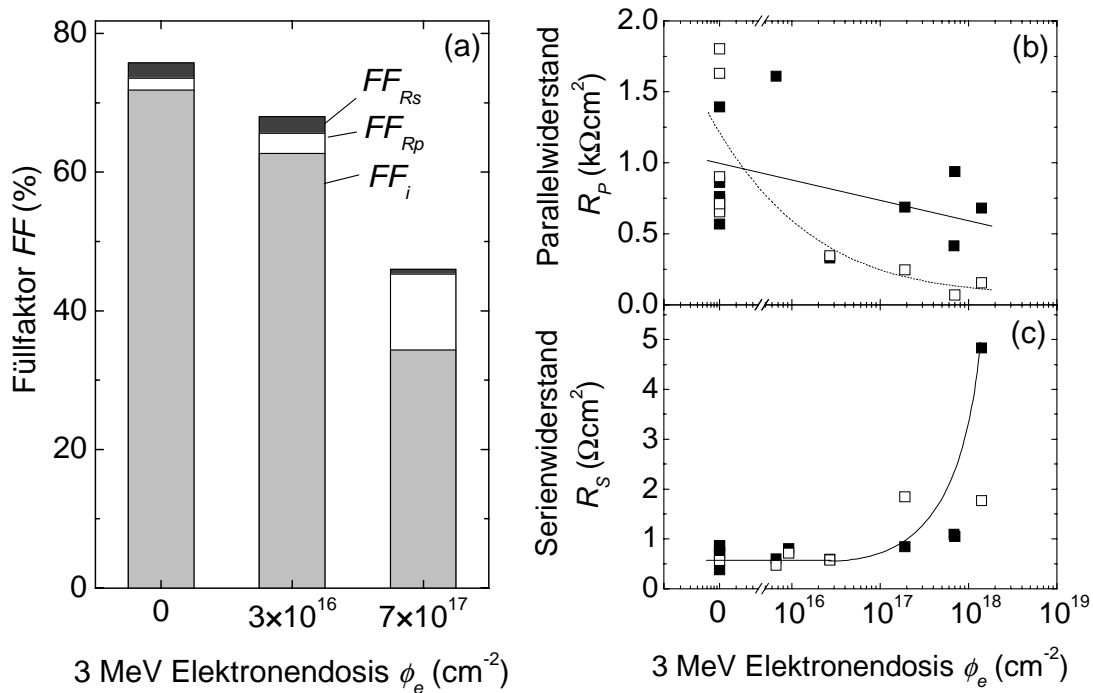 (a)
80
60
40
20
0
Füllfaktor FF (%)
FF_Rs
FF_Rp
FF_i
0
3×10^16
7×10^17
3 MeV Elektronendosis ϕ_e (cm^-2)
(b)
2.0
1.5
1.0
0.5
0.0
Parallelwiderstand
R_P (kΩcm^2)
(c)
5
4
3
2
1
0
Serienwiderstand
R_S (Ωcm^2)
0
10^16
10^17
10^18
10^19
3 MeV Elektronendosis ϕ_e (cm^-2)